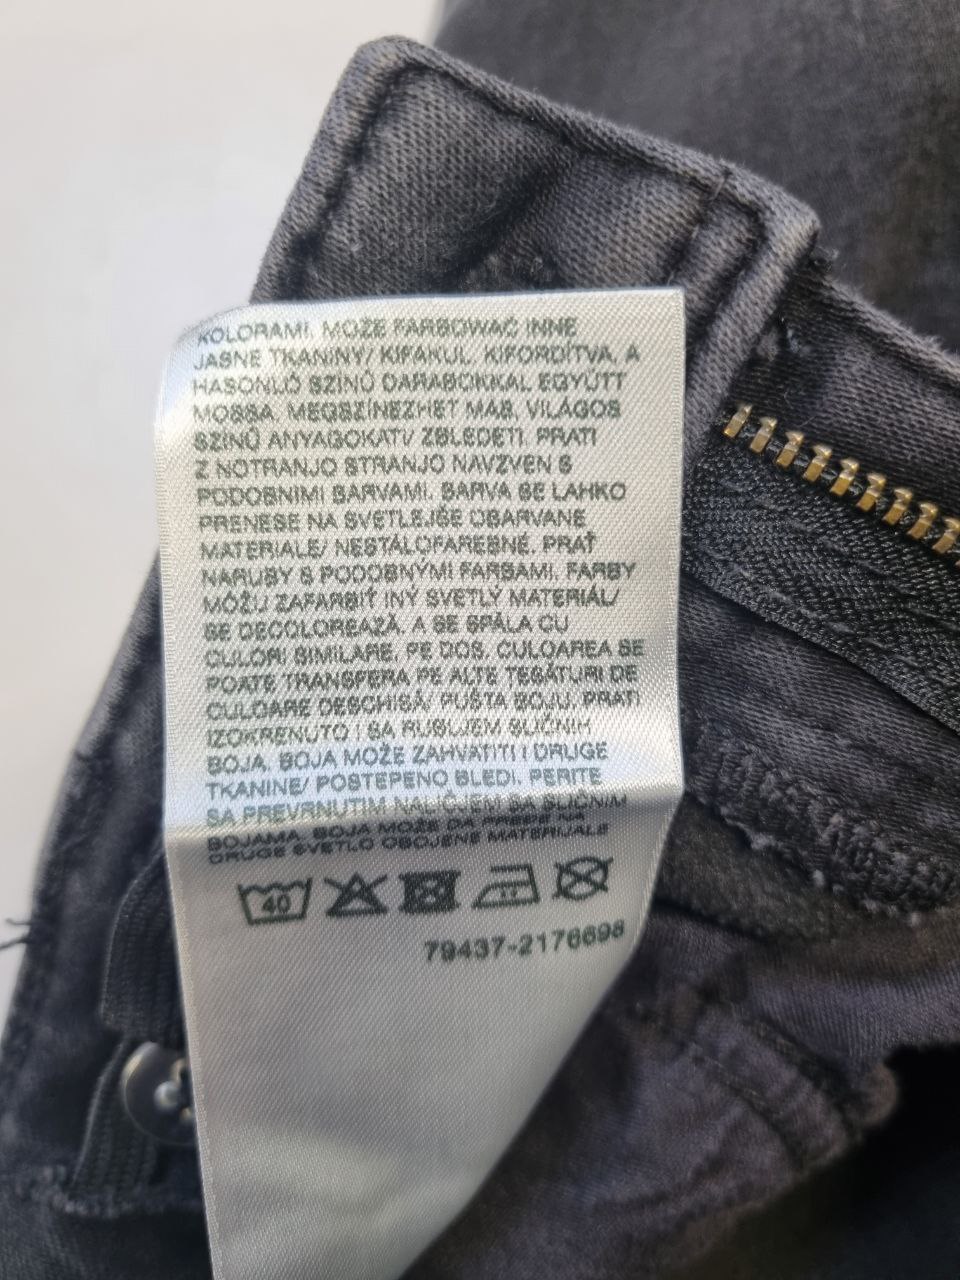 KOLORAMI. MOŻE FARBOWAĆ INNE
JASNE TKANINY/ KIFAKUL. KIFORDÍTVA, A
HASONLÓ SZÍNŰ DARABOKKAL EGYÜTT
MOSSA. MEGSZÍNEZHET MÁS, VILÁGOS
SZÍNŰ ANYAGOKAT/ ZBLEDETI. PRATI
Z NOTRANJO STRANJO NAVZVEN S
PODOBNIMI BARVAMI. BARVA SE LAHKO
PRENESE NA SVETLEJŠE OBARVANE
MATERIALE/ NESTÁLOFAREBNÉ. PRAŤ
NARUBY S PODOBNÝMI FARBAMI. FARBY
MÔŽU ZAFARBIŤ INÝ SVETLÝ MATERIÁL/
SE DECOLOREAZĂ. A SE SPĂLA CU
CULORI SIMILARE, PE DOS. CULOAREA SE
POATE TRANSFERA PE ALTE ȚESĂTURI DE
CULOARE DESCHISĂ/ PUŠTA BOJU. PRATI
IZOKRENUTO I SA RUBLJEM SLIČNIH
BOJA. BOJA MOŽE ZAHVATITI I DRUGE
TKANINE/ POSTEPENO BLEDI. PERITE
SA PREVRNUTIM NALIČJEM SA SLIČNIM
BOJAMA. BOJA MOŽE DA PREĐE NA
DRUGE SVETLO OBOJENE MATERIJALE
40
79437-2176698